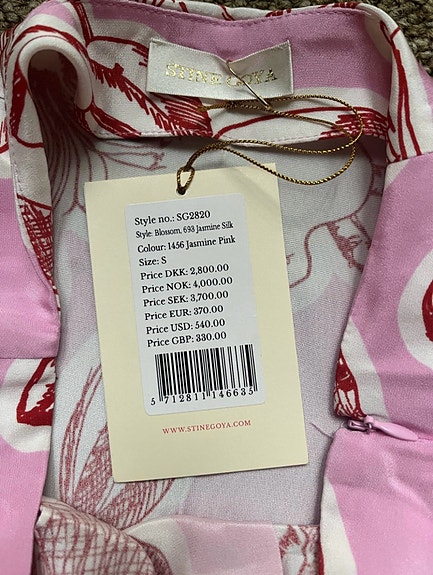 STINE GOYA
Style no.: SG2820
Style: Blossom, 693 Jasmine Silk
Colour: 1456 Jasmine Pink
Size: S
Price DKK: 2,800.00
Price NOK: 4,000.00
Price SEK: 3,700.00
Price EUR: 370.00
Price USD: 540.00
Price GBP: 330.00
5 712811 146635
WWW.STINEGOYA.COM